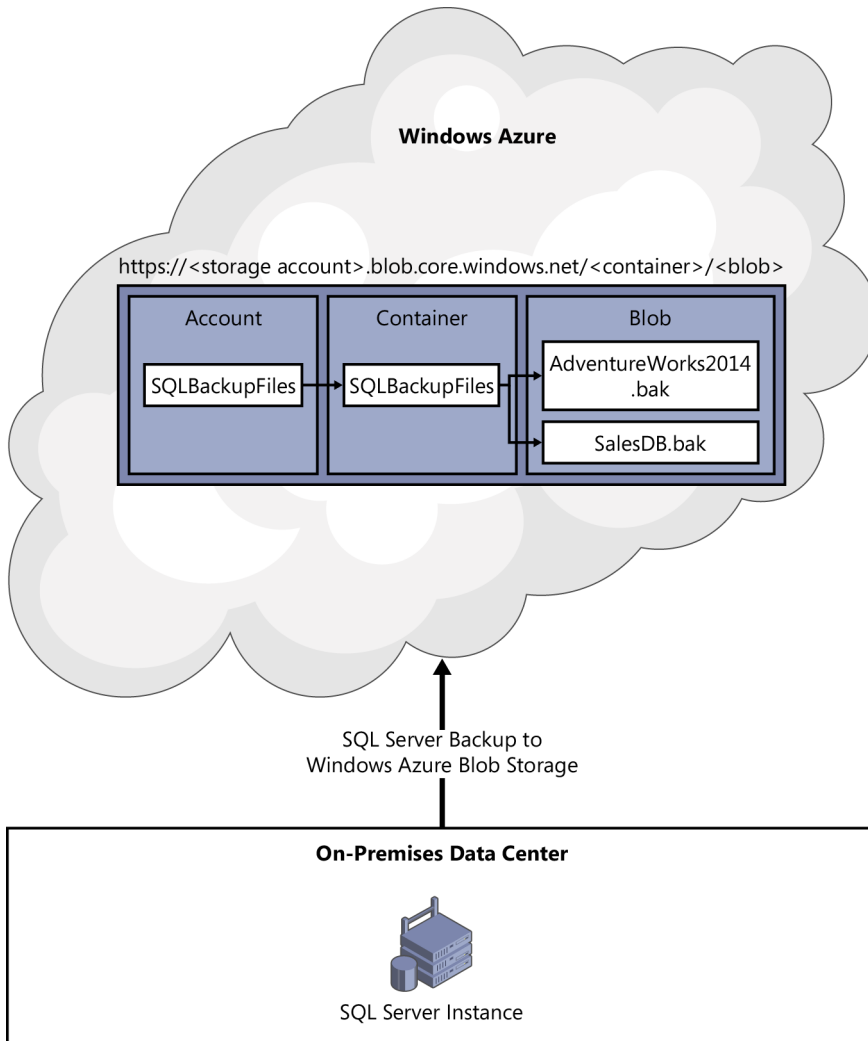 Windows Azure
https://<storage account>.blob.core.windows.net/<container>/<blob>
Account
Container
Blob
SQLBackupFiles
SQLBackupFiles
AdventureWorks2014
.bak
SalesDB.bak
SQL Server Backup to
Windows Azure Blob Storage
On-Premises Data Center
SQL Server Instance